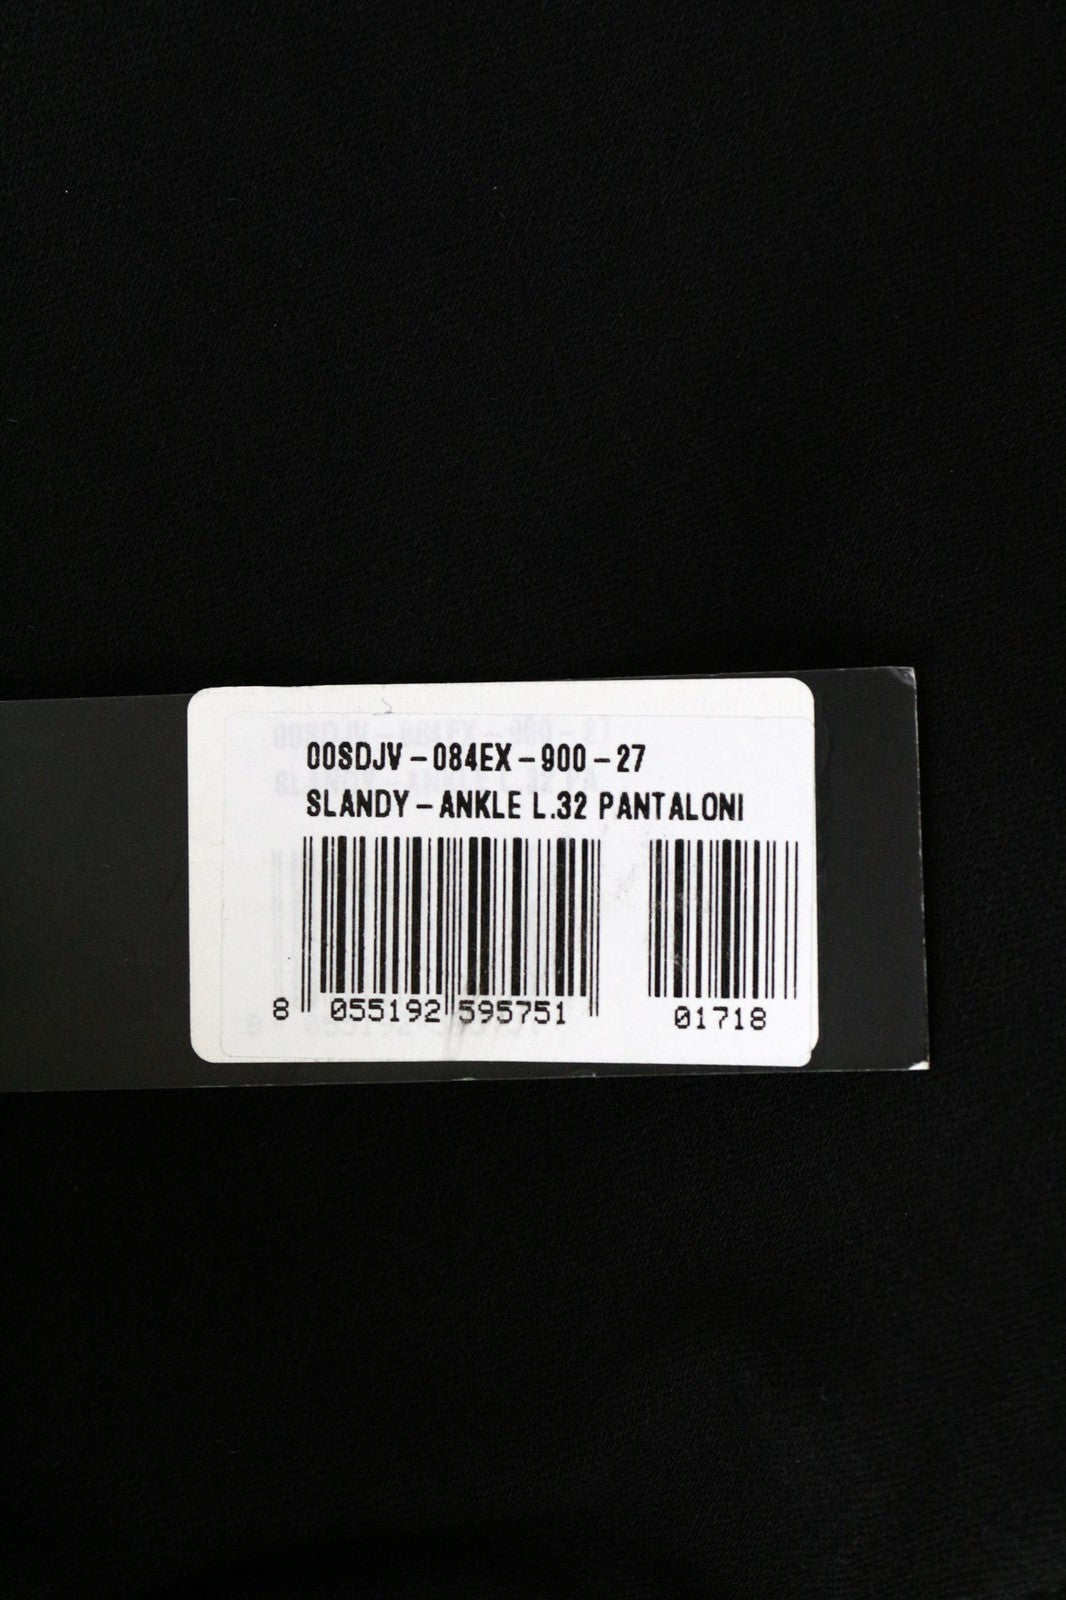 00SDJV-084EX-900-27
SLANDY-ANKLE L.32 PANTALONI
8 055192 595751 01718